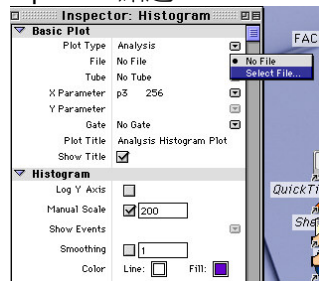 Inspector: Histogram
Basic Plot
Plot Type Analysis
File No File
No File
Select File...
Tube No Tube
X Parameter p3 256
Y Parameter
Gate No Gate
Plot Title Analysis Histogram Plot
Show Title
Histogram
Log Y Axis
Manual Scale 200
Show Events
Smoothing 1
Color Line: Fill:
FAC
QuickTi